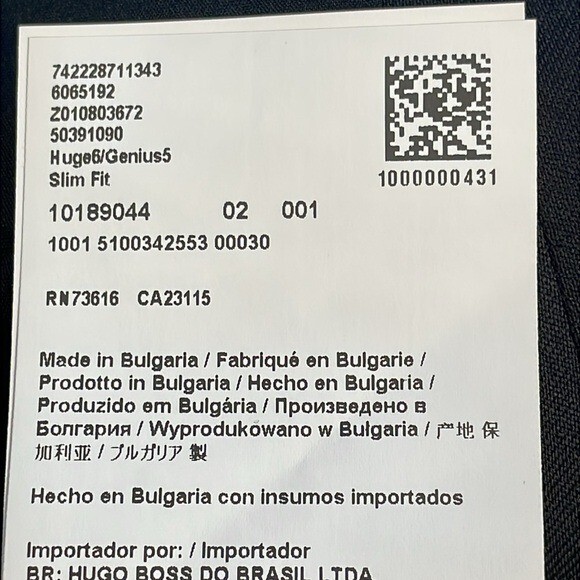 742228711343
6065192
Z010803672
50391090
Huge6/Genius5
Slim Fit
1000000431
10189044 02 001
1001 5100342553 00030
RN73616 CA23115
Made in Bulgaria / Fabriqué en Bulgarie /
Prodotto in Bulgaria / Hecho en Bulgaria /
Produzido em Bulgária / Произведено в
Болгария / Wyprodukowano w Bułgaria / 产地 保
加利亚 / ブルガリア 製
Hecho en Bulgaria con insumos importados
Importador por: / Importador
BR: HUGO BOSS DO BRASIL LTDA